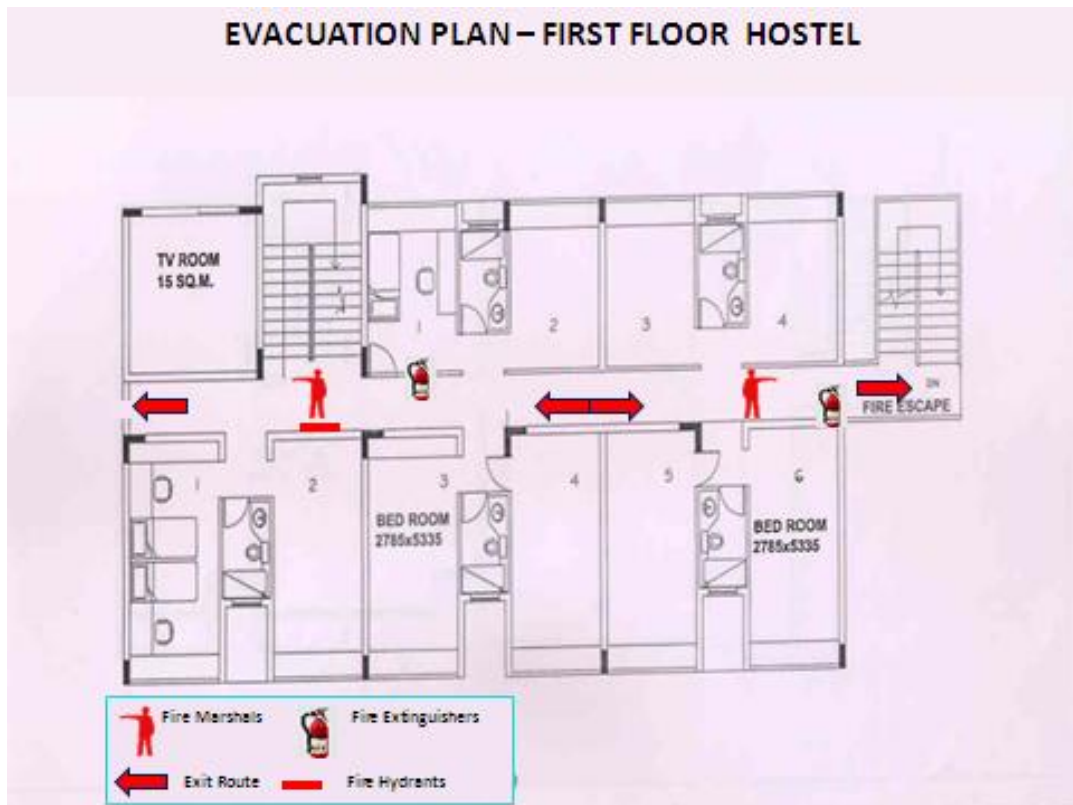 EVACUATION PLAN – FIRST FLOOR HOSTEL
TV ROOM
15 SQ.M.
1
2
3
4
DN
FIRE ESCAPE
1
2
3
4
5
6
BED ROOM
2785x5335
BED ROOM
2785x5335
Fire Marshals
Fire Extinguishers
Exit Route
Fire Hydrants